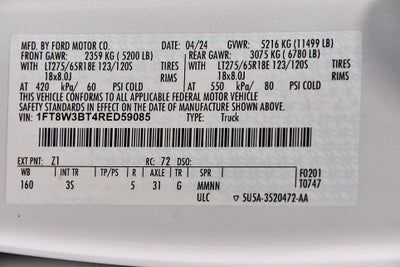 MFD. BY FORD MOTOR CO. 04/24 GVWR: 5216 KG (11499 LB)
FRONT GAWR: 2359 KG ( 5200 LB) REAR GAWR: 3075 KG ( 6780 LB)
WITH LT275/65R18E 123/120S TIRES WITH LT275/65R18E 123/120S TIRES
18x8.0J RIMS 18x8.0J RIMS
AT 420 kPa/ 60 PSI COLD AT 550 kPa/ 80 PSI COLD
THIS VEHICLE CONFORMS TO ALL APPLICABLE FEDERAL MOTOR VEHICLE
SAFETY STANDARDS IN EFFECT ON THE DATE OF MANUFACTURE SHOWN ABOVE.
VIN: 1FT8W3BT4RED59085 TYPE: Truck
EXT PNT: Z1 RC: 72 DSO:
WB INT TR TP/PS R AXLE TR SPR F0201
160 3S 5 31 G MMNN T0747
ULC 5U5A-3520472-AA